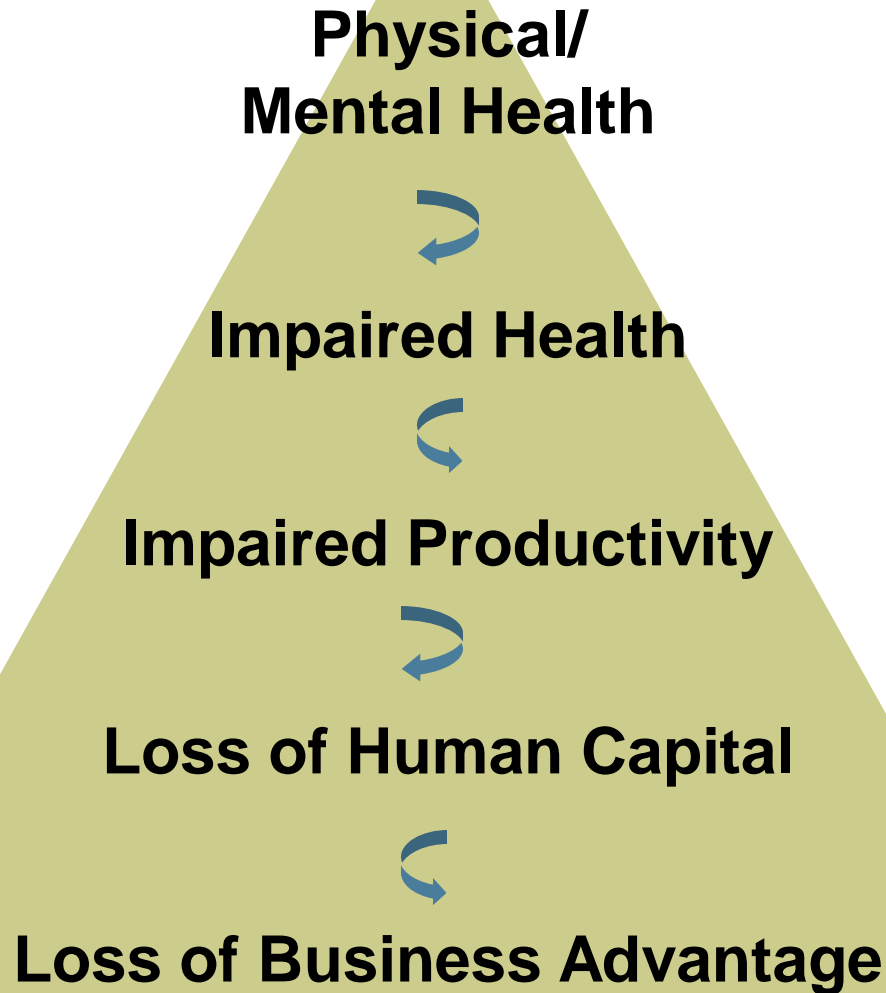 Physical/
Mental Health
Impaired Health
Impaired Productivity
Loss of Human Capital
Loss of Business Advantage